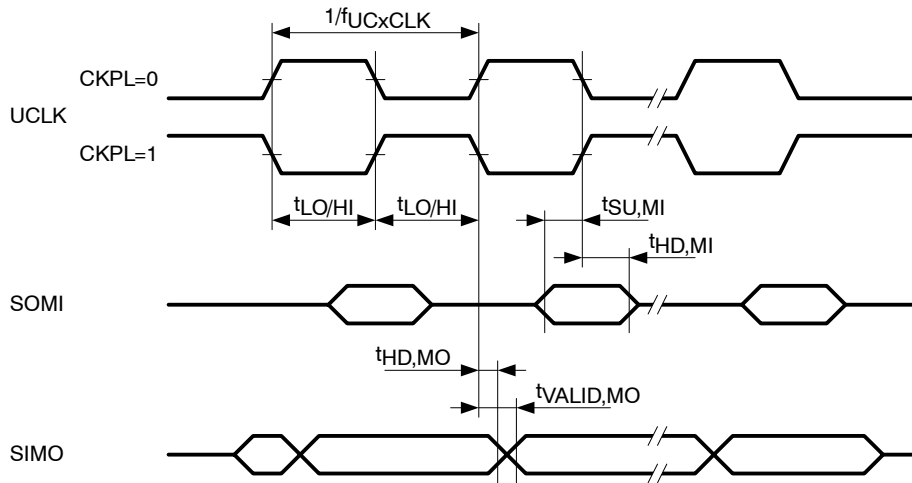 1/fUCxCLK
CKPL=0
UCLK
CKPL=1
tLO/HI tLO/HI tSU,MI
tHD,MI
SOMI
tHD,MO
tVALID,MO
SIMO